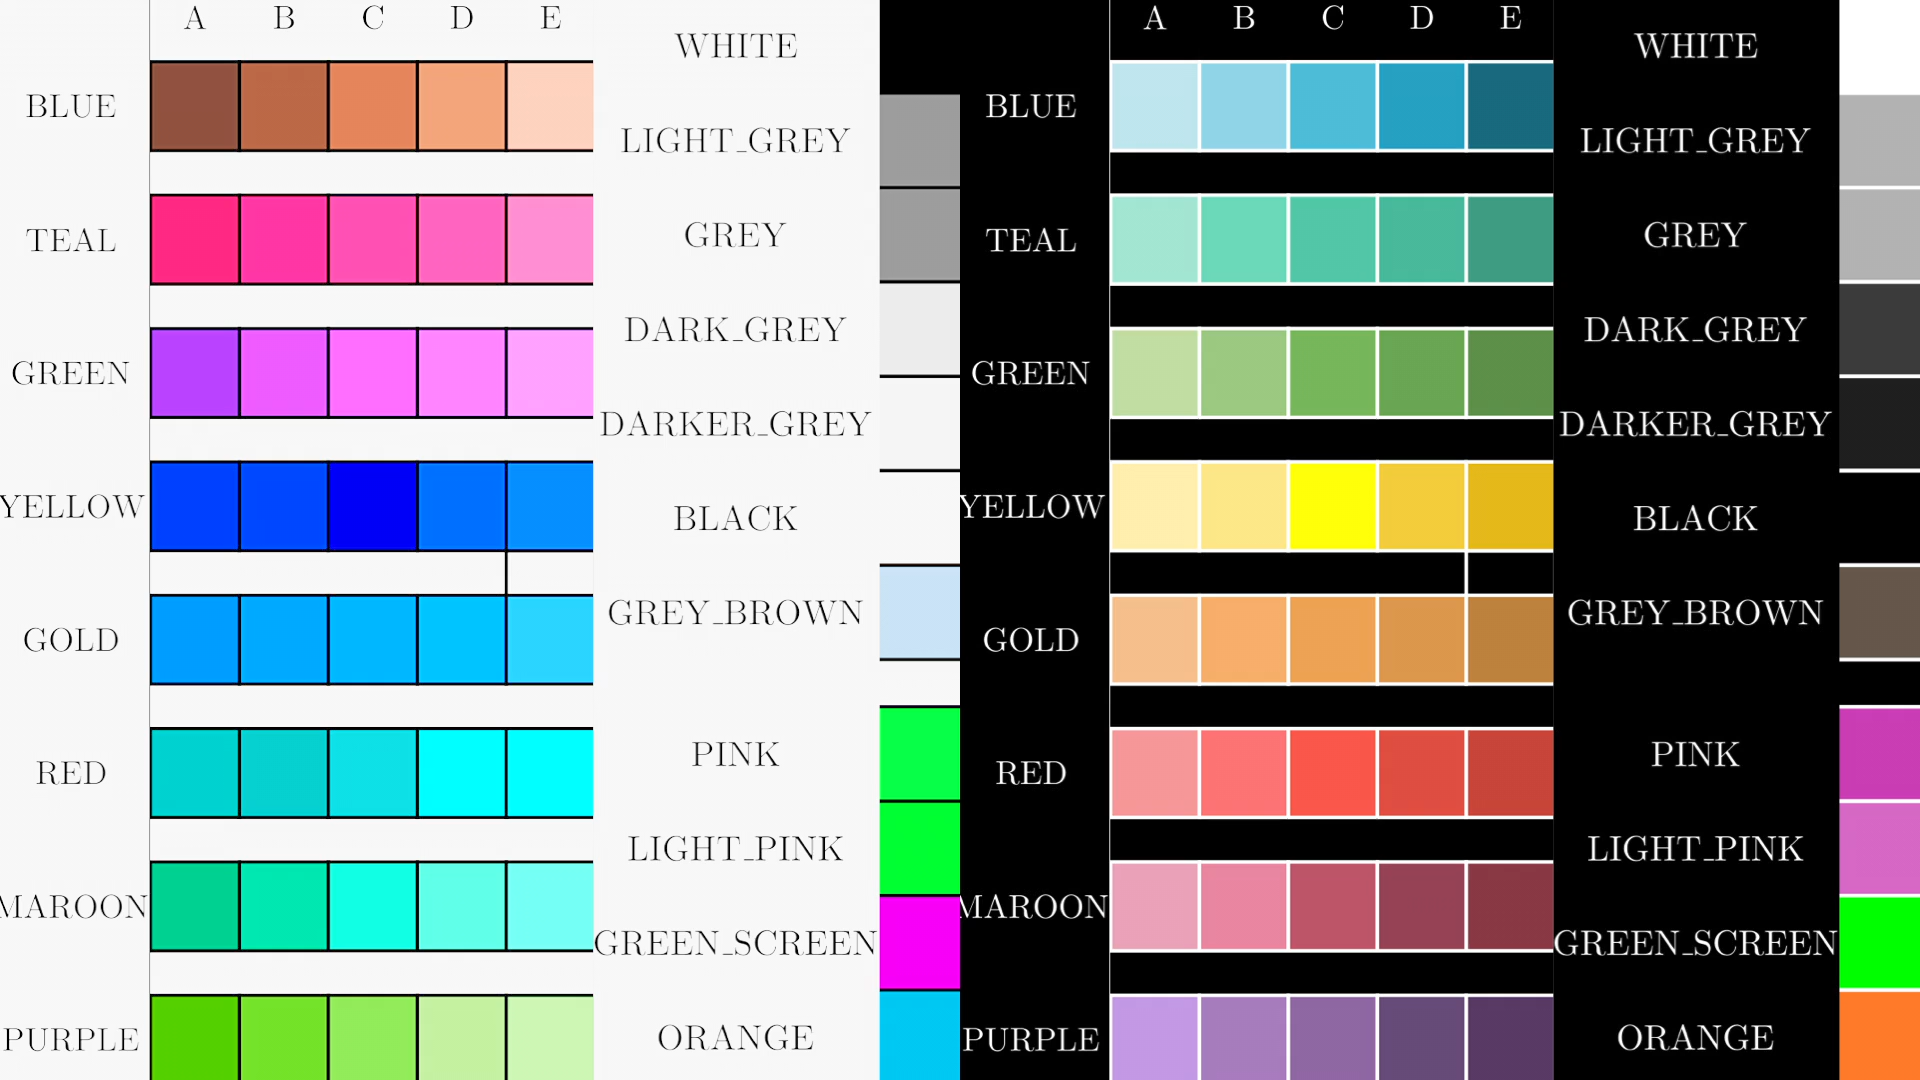 A B C D E
BLUE
TEAL
GREEN
YELLOW
GOLD
RED
MAROON
PURPLE
WHITE
LIGHT_GREY
GREY
DARK_GREY
DARKER_GREY
BLACK
GREY_BROWN
PINK
LIGHT_PINK
GREEN_SCREEN
ORANGE
A B C D E
BLUE
TEAL
GREEN
YELLOW
GOLD
RED
MAROON
PURPLE
WHITE
LIGHT_GREY
GREY
DARK_GREY
DARKER_GREY
BLACK
GREY_BROWN
PINK
LIGHT_PINK
GREEN_SCREEN
ORANGE